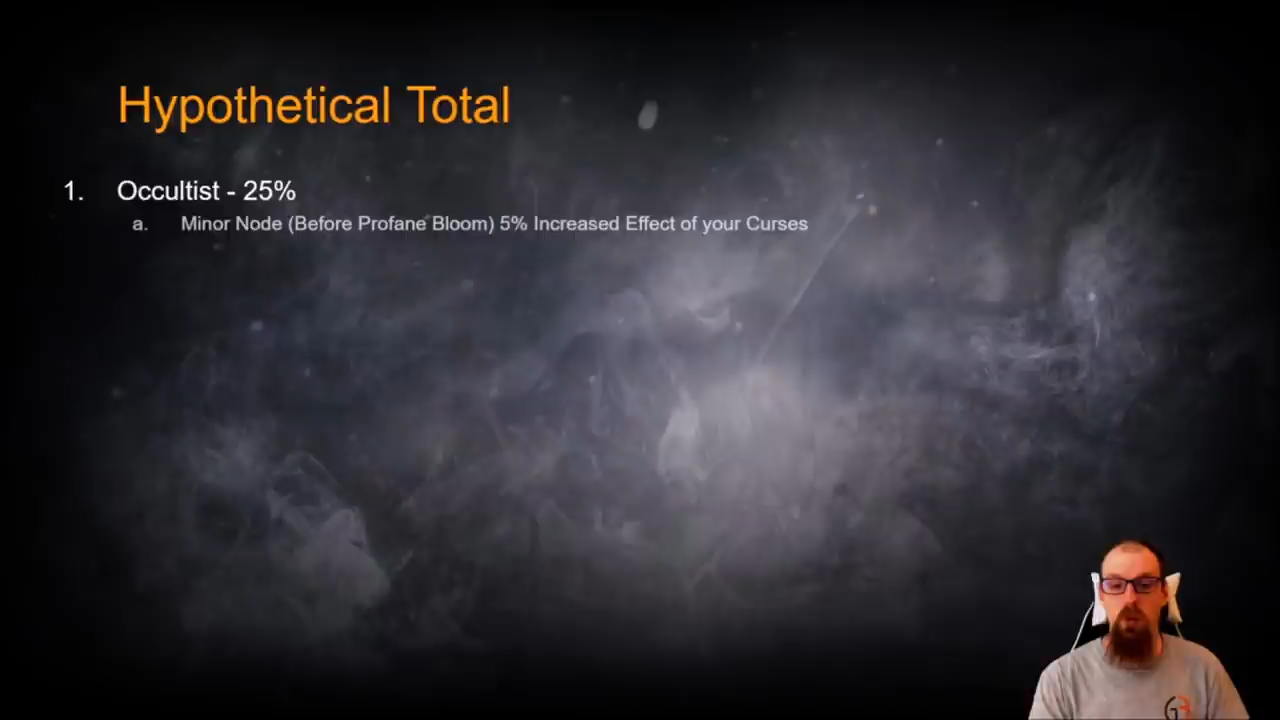 Hypothetical Total
1. Occultist - 25%
a. Minor Node (Before Profane Bloom) 5% Increased Effect of your Curses